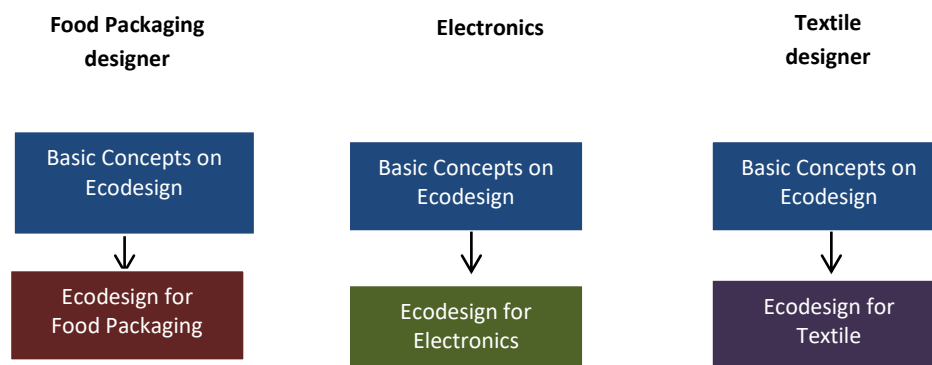 Food Packaging
designer
Electronics
Textile
designer
Basic Concepts on
Ecodesign
Basic Concepts on
Ecodesign
Basic Concepts on
Ecodesign
Ecodesign for
Food Packaging
Ecodesign for
Electronics
Ecodesign for
Textile